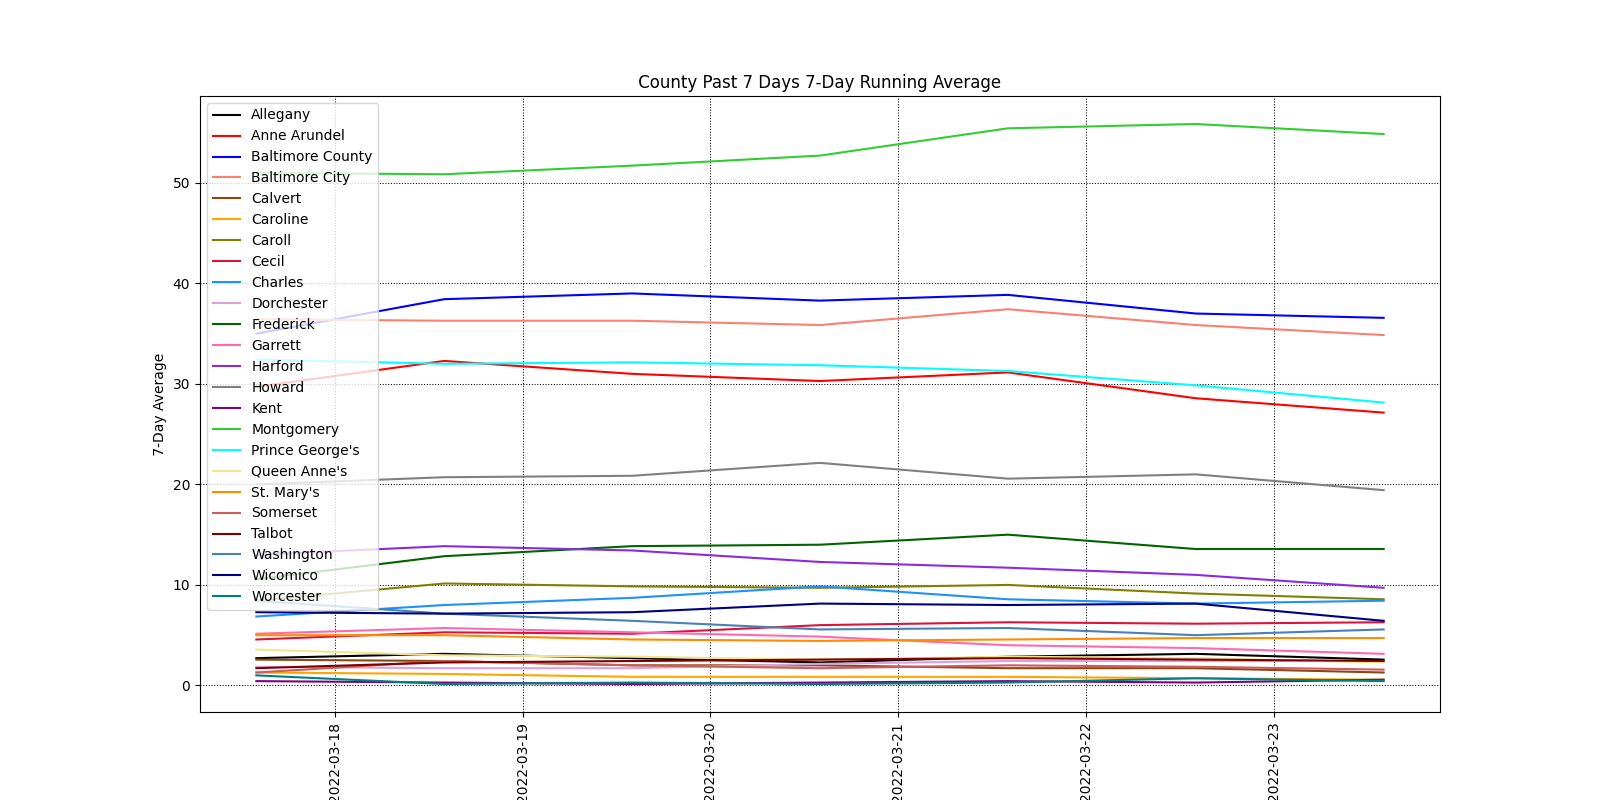 County Past 7 Days 7-Day Running Average
Allegany
Anne Arundel
Baltimore County
Baltimore City
Calvert
Caroline
Caroll
Cecil
Charles
Dorchester
Frederick
Garrett
Harford
Howard
Kent
Montgomery
Prince George's
Queen Anne's
St. Mary's
Somerset
Talbot
Washington
Wicomico
Worcester
7-Day Average
50
40
30
20
10
0
2022-03-18
2022-03-19
2022-03-20
2022-03-21
2022-03-22
2022-03-23